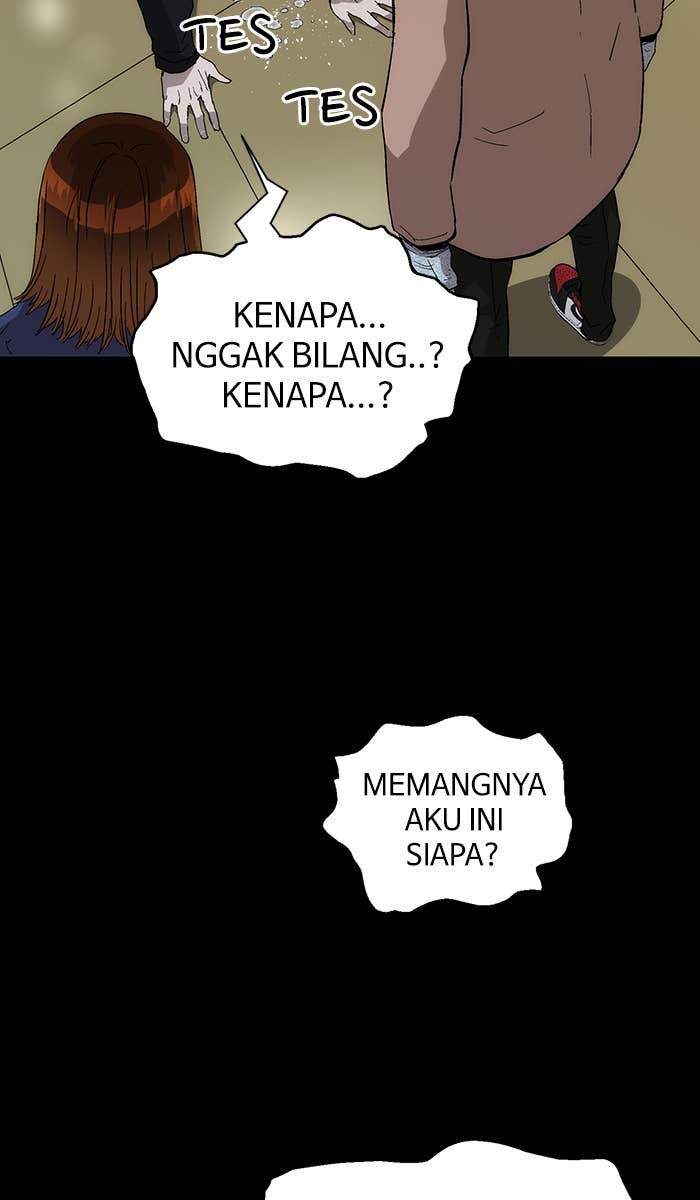 TES
TES
KENAPA...
NGGAK BILANG..?
KENAPA...?
MEMANGNYA
AKU INI
SIAPA?